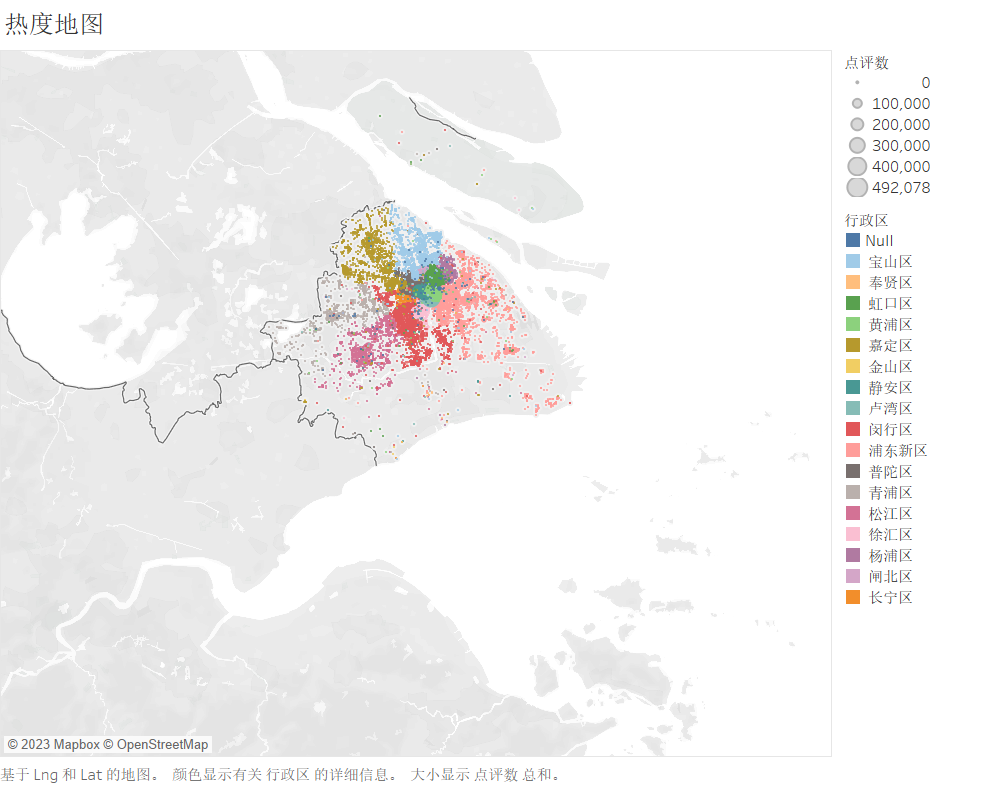 热度地图
点评数
0
100,000
200,000
300,000
400,000
492,078
行政区
Null
宝山区
奉贤区
虹口区
黄浦区
嘉定区
金山区
静安区
卢湾区
闵行区
浦东新区
普陀区
青浦区
松江区
徐汇区
杨浦区
闸北区
长宁区
© 2023 Mapbox © OpenStreetMap
基于 Lng 和 Lat 的地图。 颜色显示有关 行政区 的详细信息。 大小显示 点评数 总和。